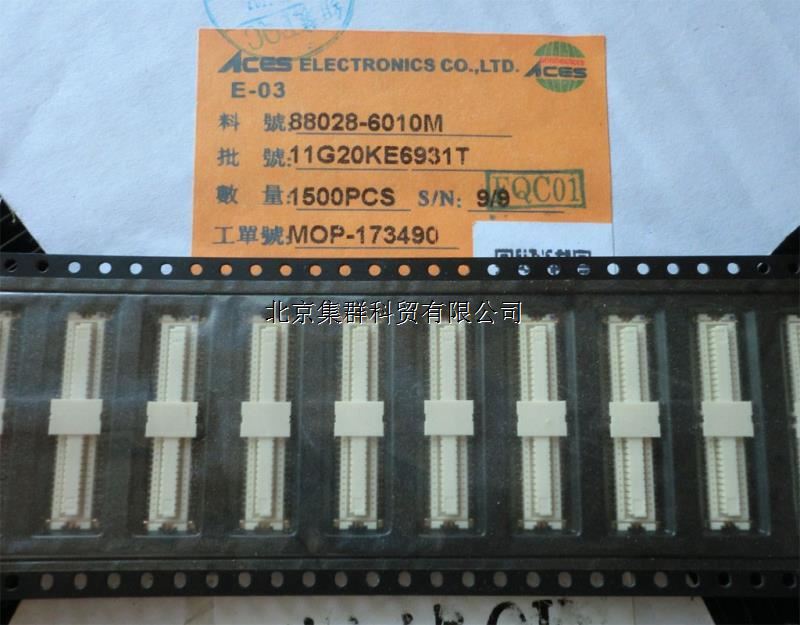 ACES ELECTRONICS CO.,LTD.
connectors
ACES
E-03
料 號:88028-6010M
批 號:11G20KE6931T
數 量:1500PCS S/N: 9/9
FQC01
工單號:MOP-173490
北京集群科贸有限公司